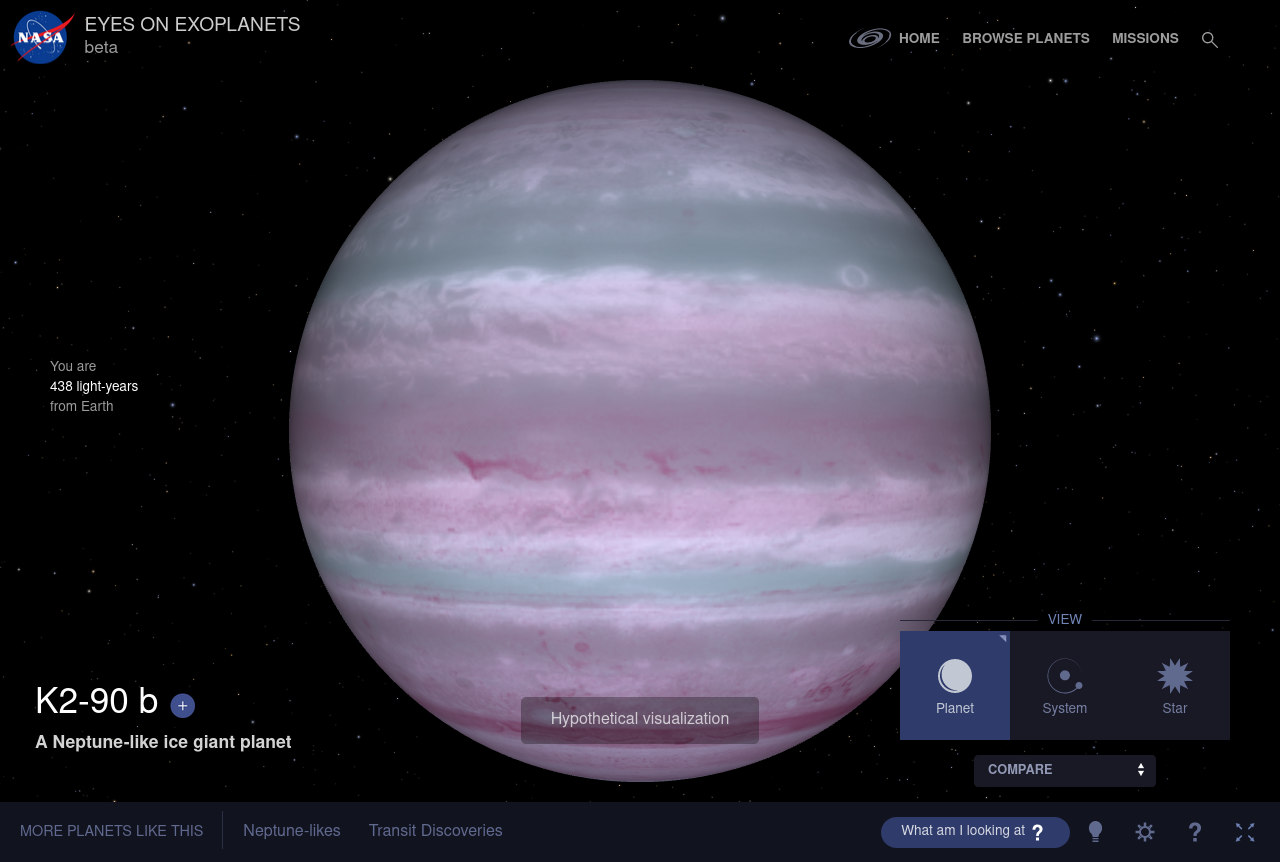 NASA
EYES ON EXOPLANETS
beta
HOME
BROWSE PLANETS
MISSIONS
You are
438 light-years
from Earth
VIEW
Planet
System
Star
K2-90 b +
A Neptune-like ice giant planet
Hypothetical visualization
COMPARE
MORE PLANETS LIKE THIS
Neptune-likes
Transit Discoveries
What am I looking at ?
?